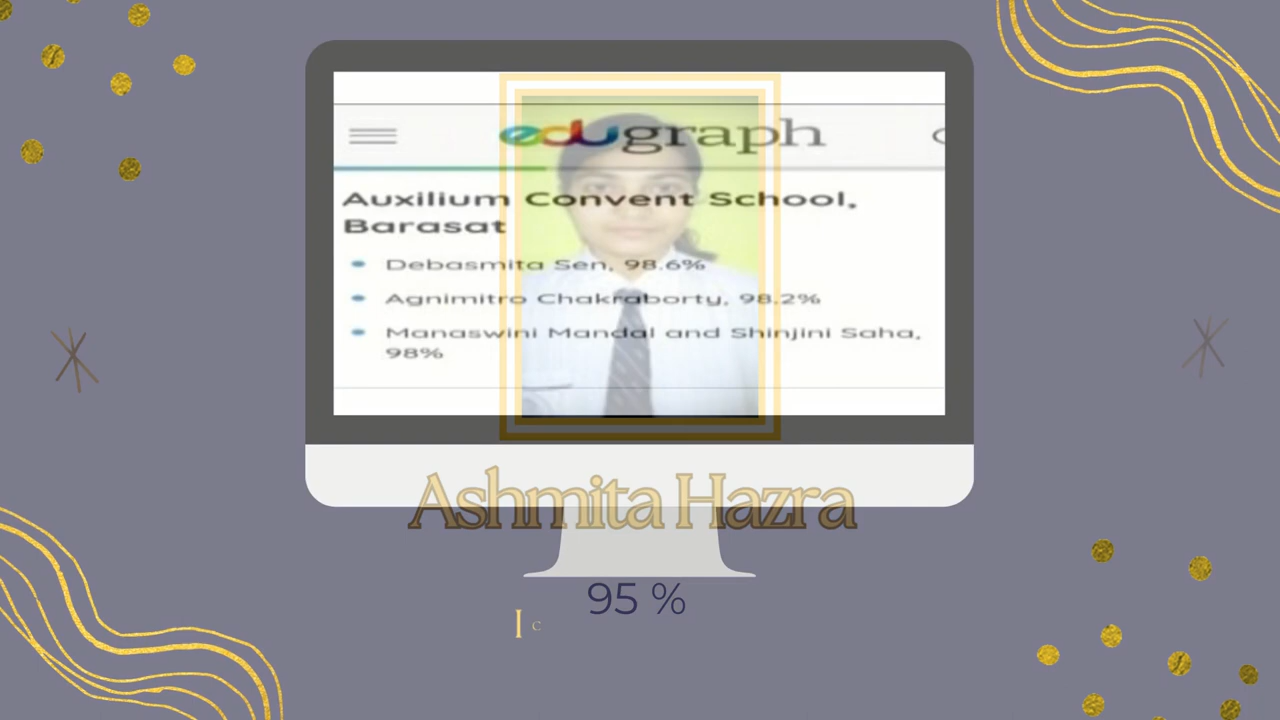 edugraph
Auxilium Convent School,
Barasat
Debasmita Sen, 98.6%
Agnimitro Chakraborty, 98.2%
Manaswini Mandal and Shinjini Saha,
98%
Ashmita Hazra
95 %
I c